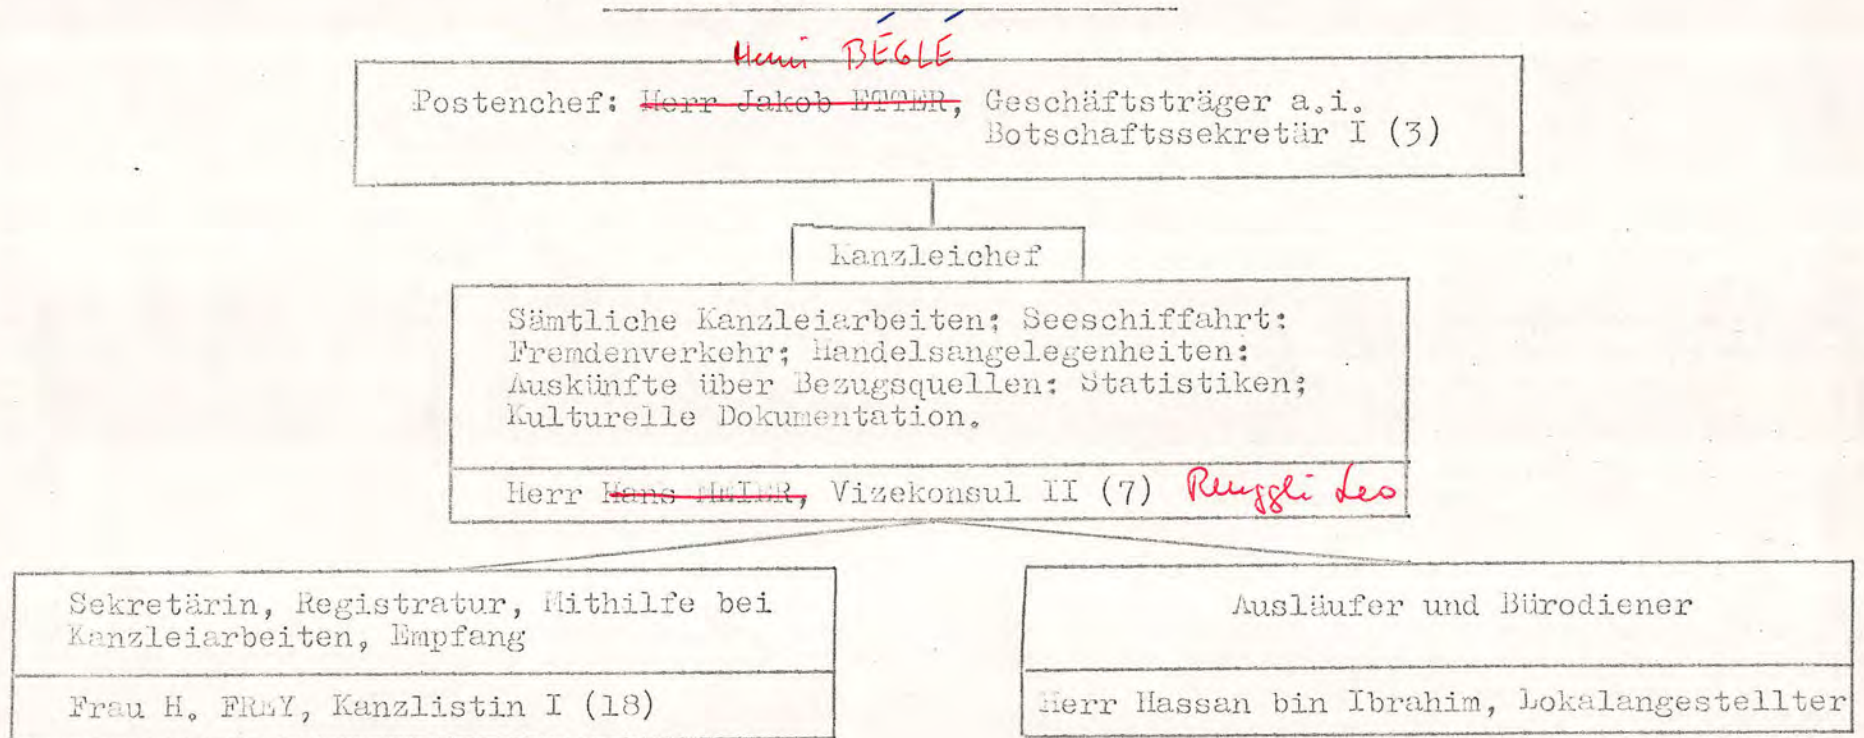 Henri BÉGLÉ
Postenchef: Herr Jakob ETTER, Geschäftsträger a.i.
Botschaftssekretär I (3)
Kanzleichef
Sämtliche Kanzleiarbeiten; Seeschiffahrt:
Fremdenverkehr; Handelsangelegenheiten:
Auskünfte über Bezugsquellen: Statistiken;
Kulturelle Dokumentation.
Herr Hans MEIER, Vizekonsul II (7) Renggli Leo
Sekretärin, Registratur, Mithilfe bei
Kanzleiarbeiten, Empfang
Frau H. FREY, Kanzlistin I (18)
Ausläufer und Bürodiener
Herr Hassan bin Ibrahim, Lokalangestellter